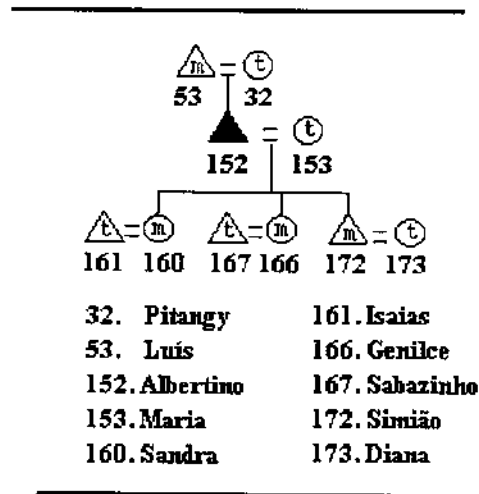 m = t
53 32
= t
152 153
t = m t = m m = t
161 160 167 166 172 173
32. Pitangy 161. Isaias
53. Luís 166. Genilce
152. Albertino 167. Sabazinho
153. Maria 172. Simião
160. Sandra 173. Diana